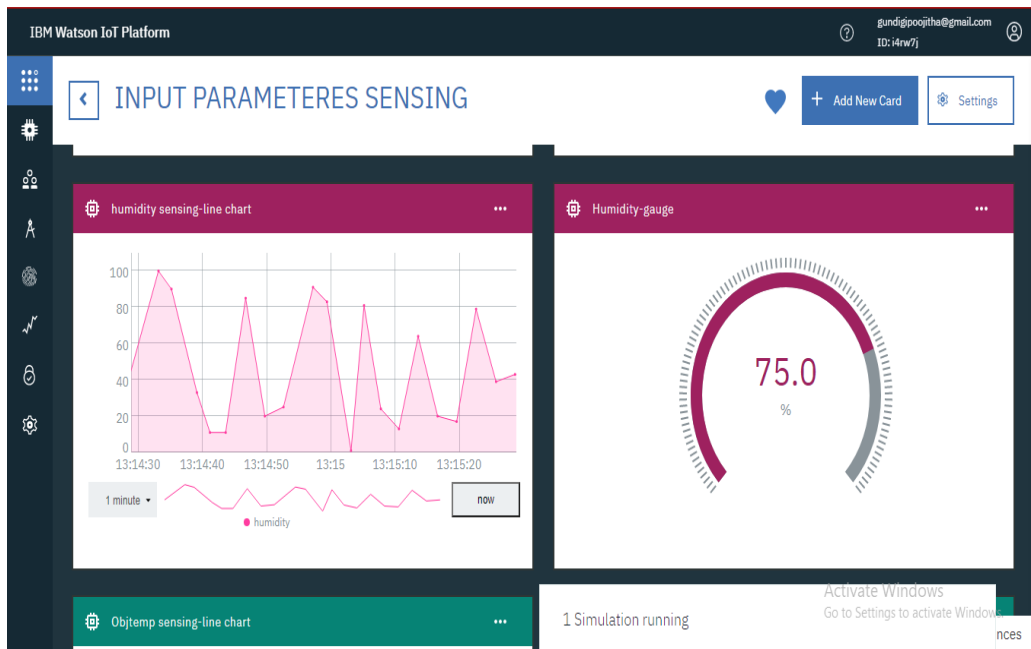 IBM Watson IoT Platform
gundigipoojitha@gmail.com
ID: i4rw7j
INPUT PARAMETERES SENSING
+ Add New Card
Settings
humidity sensing-line chart
Humidity-gauge
100
80
60
40
20
0
13:14:30 13:14:40 13:14:50 13:15 13:15:10 13:15:20
1 minute
now
humidity
75.0
%
Objtemp sensing-line chart
1 Simulation running
Activate Windows
Go to Settings to activate Windows.
nces